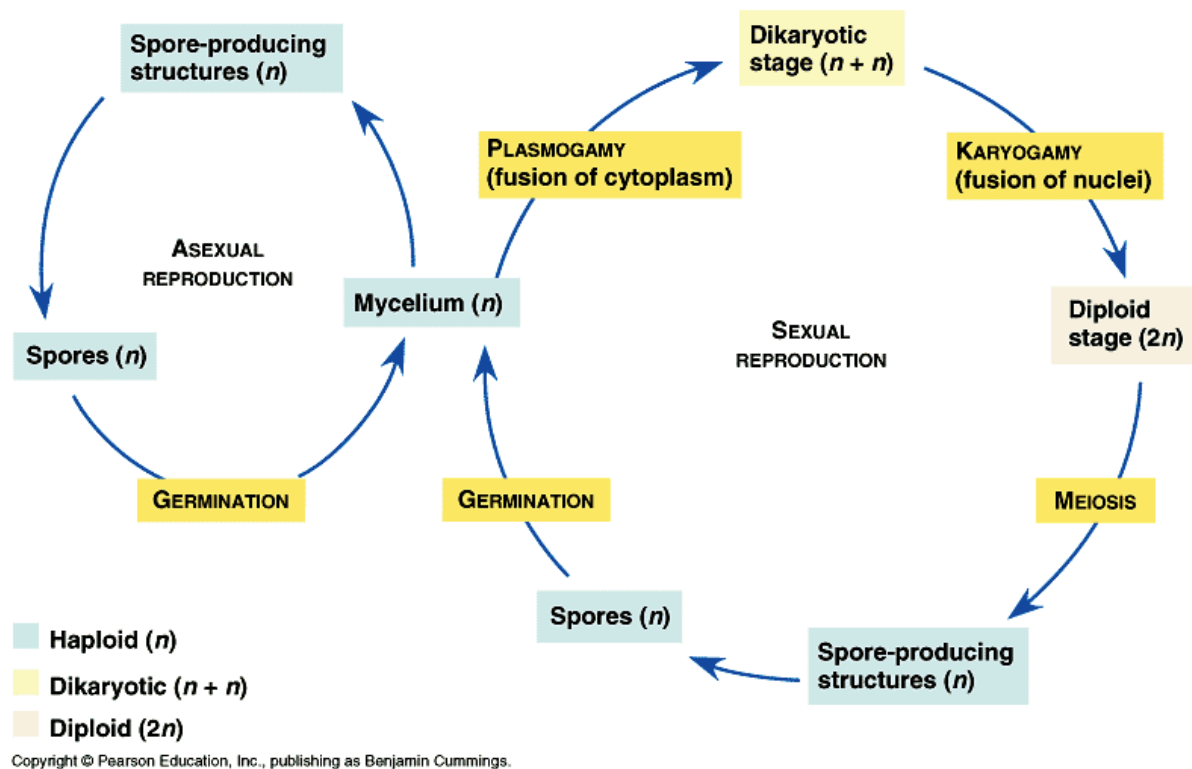 Spore-producing
structures (n)
Dikaryotic
stage (n + n)
PLASMOGAMY
(fusion of cytoplasm)
KARYOGAMY
(fusion of nuclei)
ASEXUAL
REPRODUCTION
Mycelium (n)
Spores (n)
SEXUAL
REPRODUCTION
Diploid
stage (2n)
GERMINATION
GERMINATION
MEIOSIS
Spores (n)
Spore-producing
structures (n)
Haploid (n)
Dikaryotic (n + n)
Diploid (2n)
Copyright © Pearson Education, Inc., publishing as Benjamin Cummings.